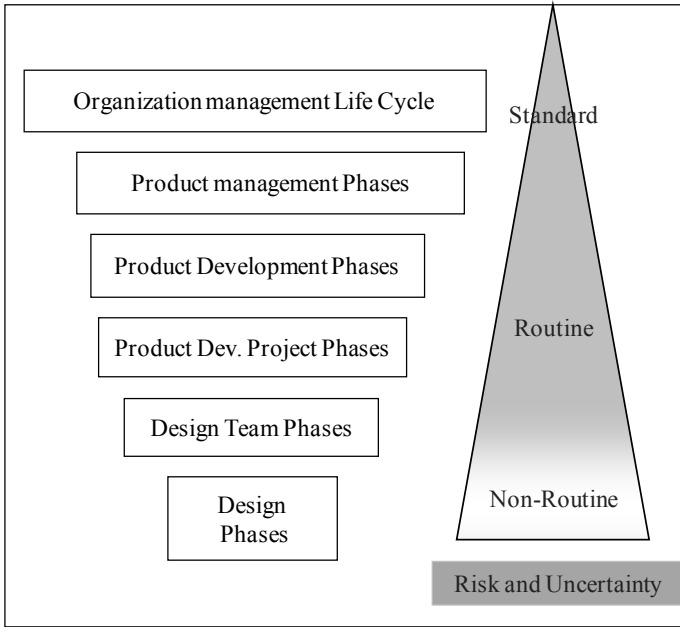 Organization management Life Cycle
Standard
Product management Phases
Product Development Phases
Routine
Product Dev. Project Phases
Design Team Phases
Design
Phases
Non-Routine
Risk and Uncertainty